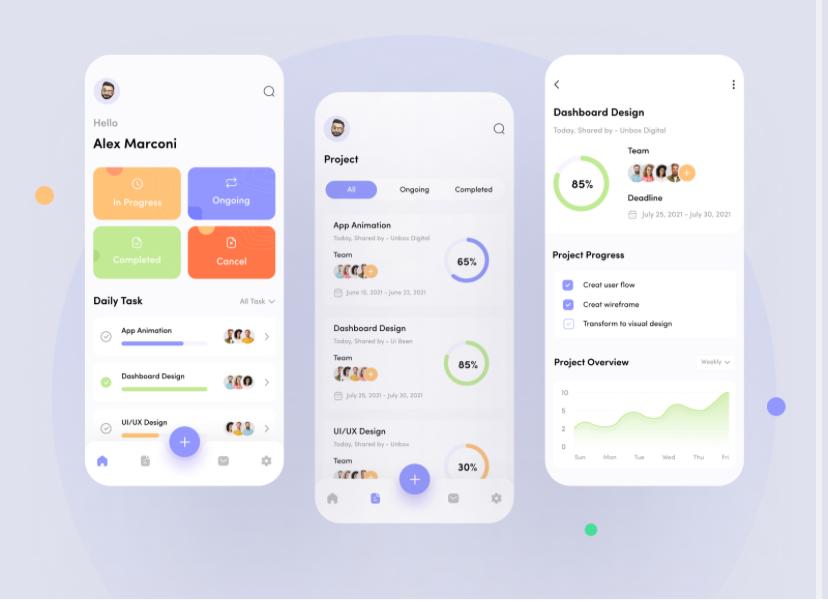 Hello
Alex Marconi
In Progress
Ongoing
Completed
Cancel
Daily Task
All Task
App Animation
Dashboard Design
UI/UX Design
Project
All
Ongoing
Completed
App Animation
Today, Shared by - Unbox Digital
Team
65%
June 15, 2021 - June 22, 2021
Dashboard Design
Today, Shared by - Ui Been
Team
85%
July 25, 2021 - July 30, 2021
UI/UX Design
Today, Shared by - Unbox
Team
30%
Dashboard Design
Today, Shared by - Unbox Digital
85%
Team
Deadline
July 25, 2021 - July 30, 2021
Project Progress
Creat user flow
Creat wireframe
Transform to visual design
Project Overview
Weekly
10
5
2
0
Sun Mon Tue Wed Thu Fri